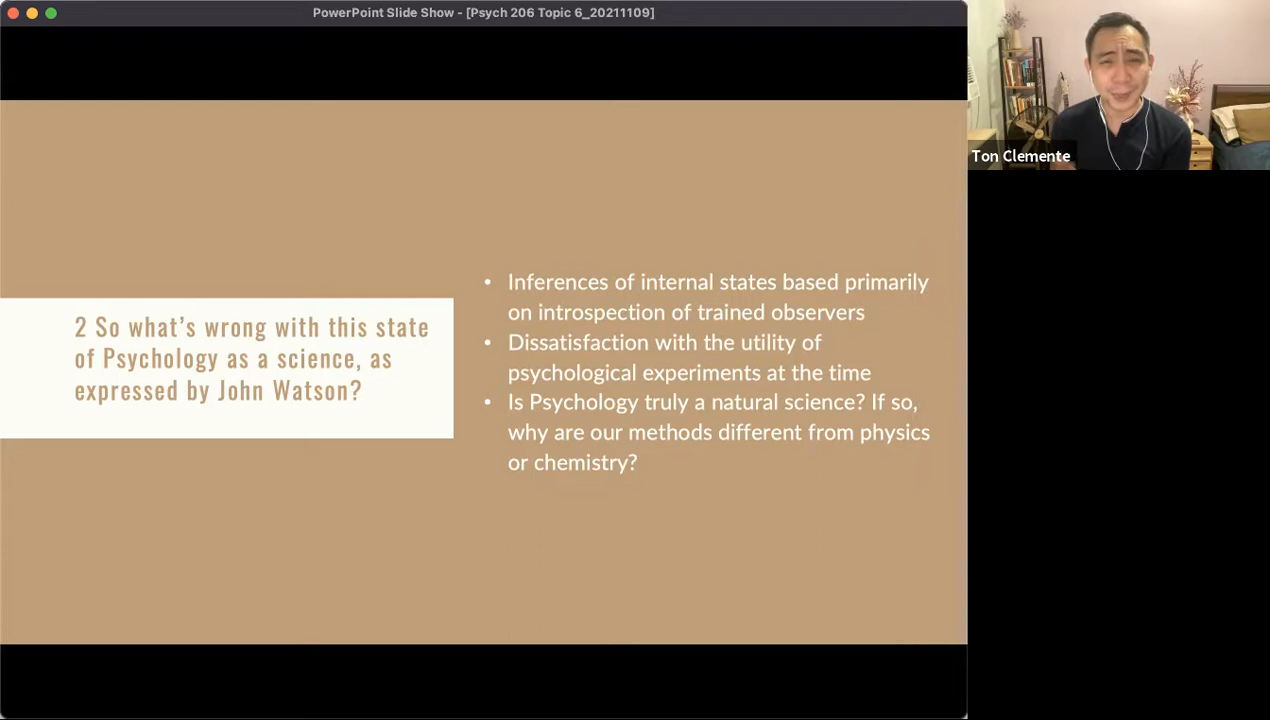 PowerPoint Slide Show - [Psych 206 Topic 6_20211109]
2 So what's wrong with this state
of Psychology as a science, as
expressed by John Watson?
• Inferences of internal states based primarily
on introspection of trained observers
• Dissatisfaction with the utility of
psychological experiments at the time
• Is Psychology truly a natural science? If so,
why are our methods different from physics
or chemistry?
Ton Clemente